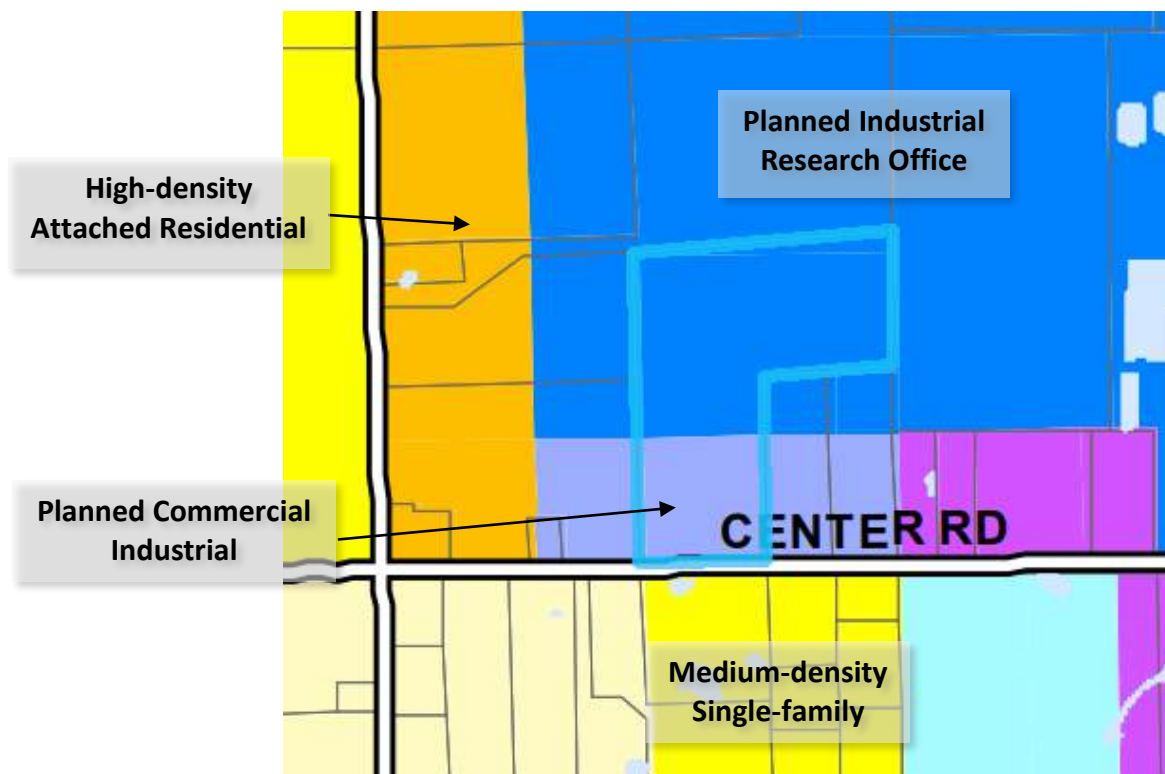 Planned Industrial
Research Office
High-density
Attached Residential
Planned Commercial
Industrial
CENTER RD
Medium-density
Single-family